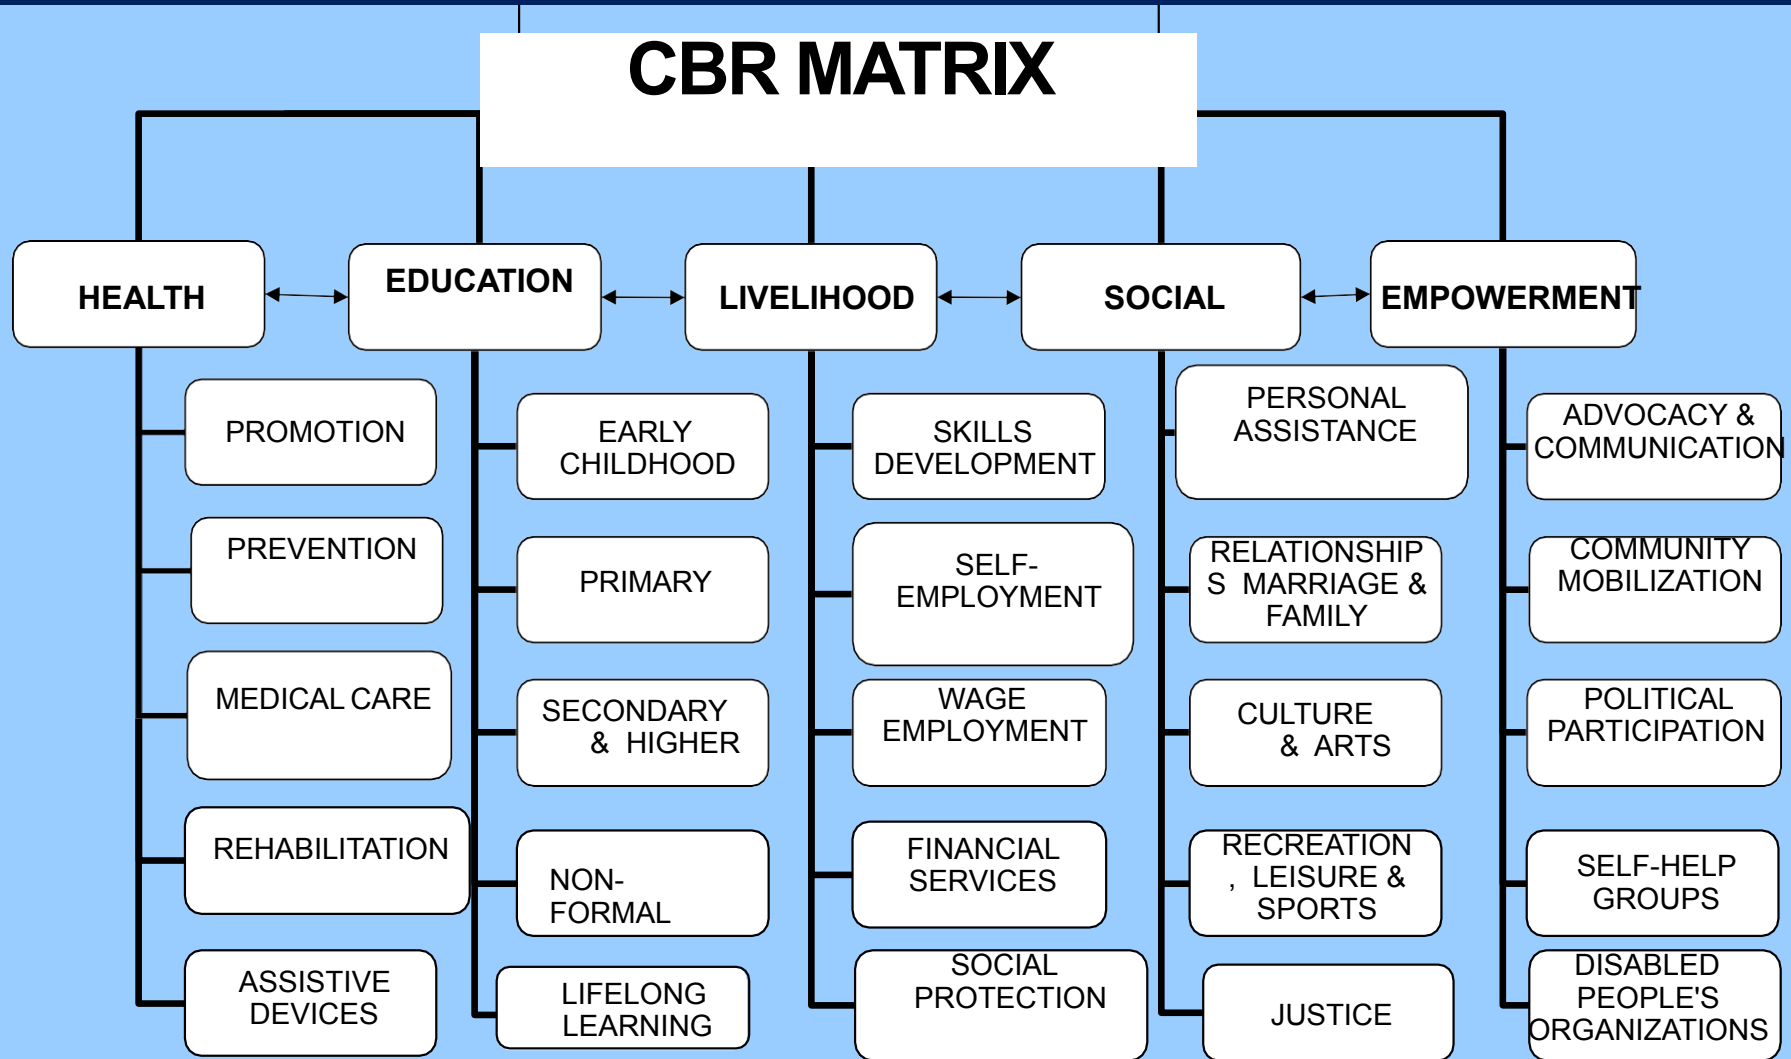 CBR MATRIX
HEALTH
EDUCATION
LIVELIHOOD
SOCIAL
EMPOWERMENT
PROMOTION
PREVENTION
MEDICAL CARE
REHABILITATION
ASSISTIVE
DEVICES
EARLY
CHILDHOOD
PRIMARY
SECONDARY
& HIGHER
NON-
FORMAL
LIFELONG
LEARNING
SKILLS
DEVELOPMENT
SELF-
EMPLOYMENT
WAGE
EMPLOYMENT
FINANCIAL
SERVICES
SOCIAL
PROTECTION
PERSONAL
ASSISTANCE
RELATIONSHIP
S MARRIAGE &
FAMILY
CULTURE
& ARTS
RECREATION
, LEISURE &
SPORTS
JUSTICE
ADVOCACY &
COMMUNICATION
COMMUNITY
MOBILIZATION
POLITICAL
PARTICIPATION
SELF-HELP
GROUPS
DISABLED
PEOPLE'S
ORGANIZATIONS